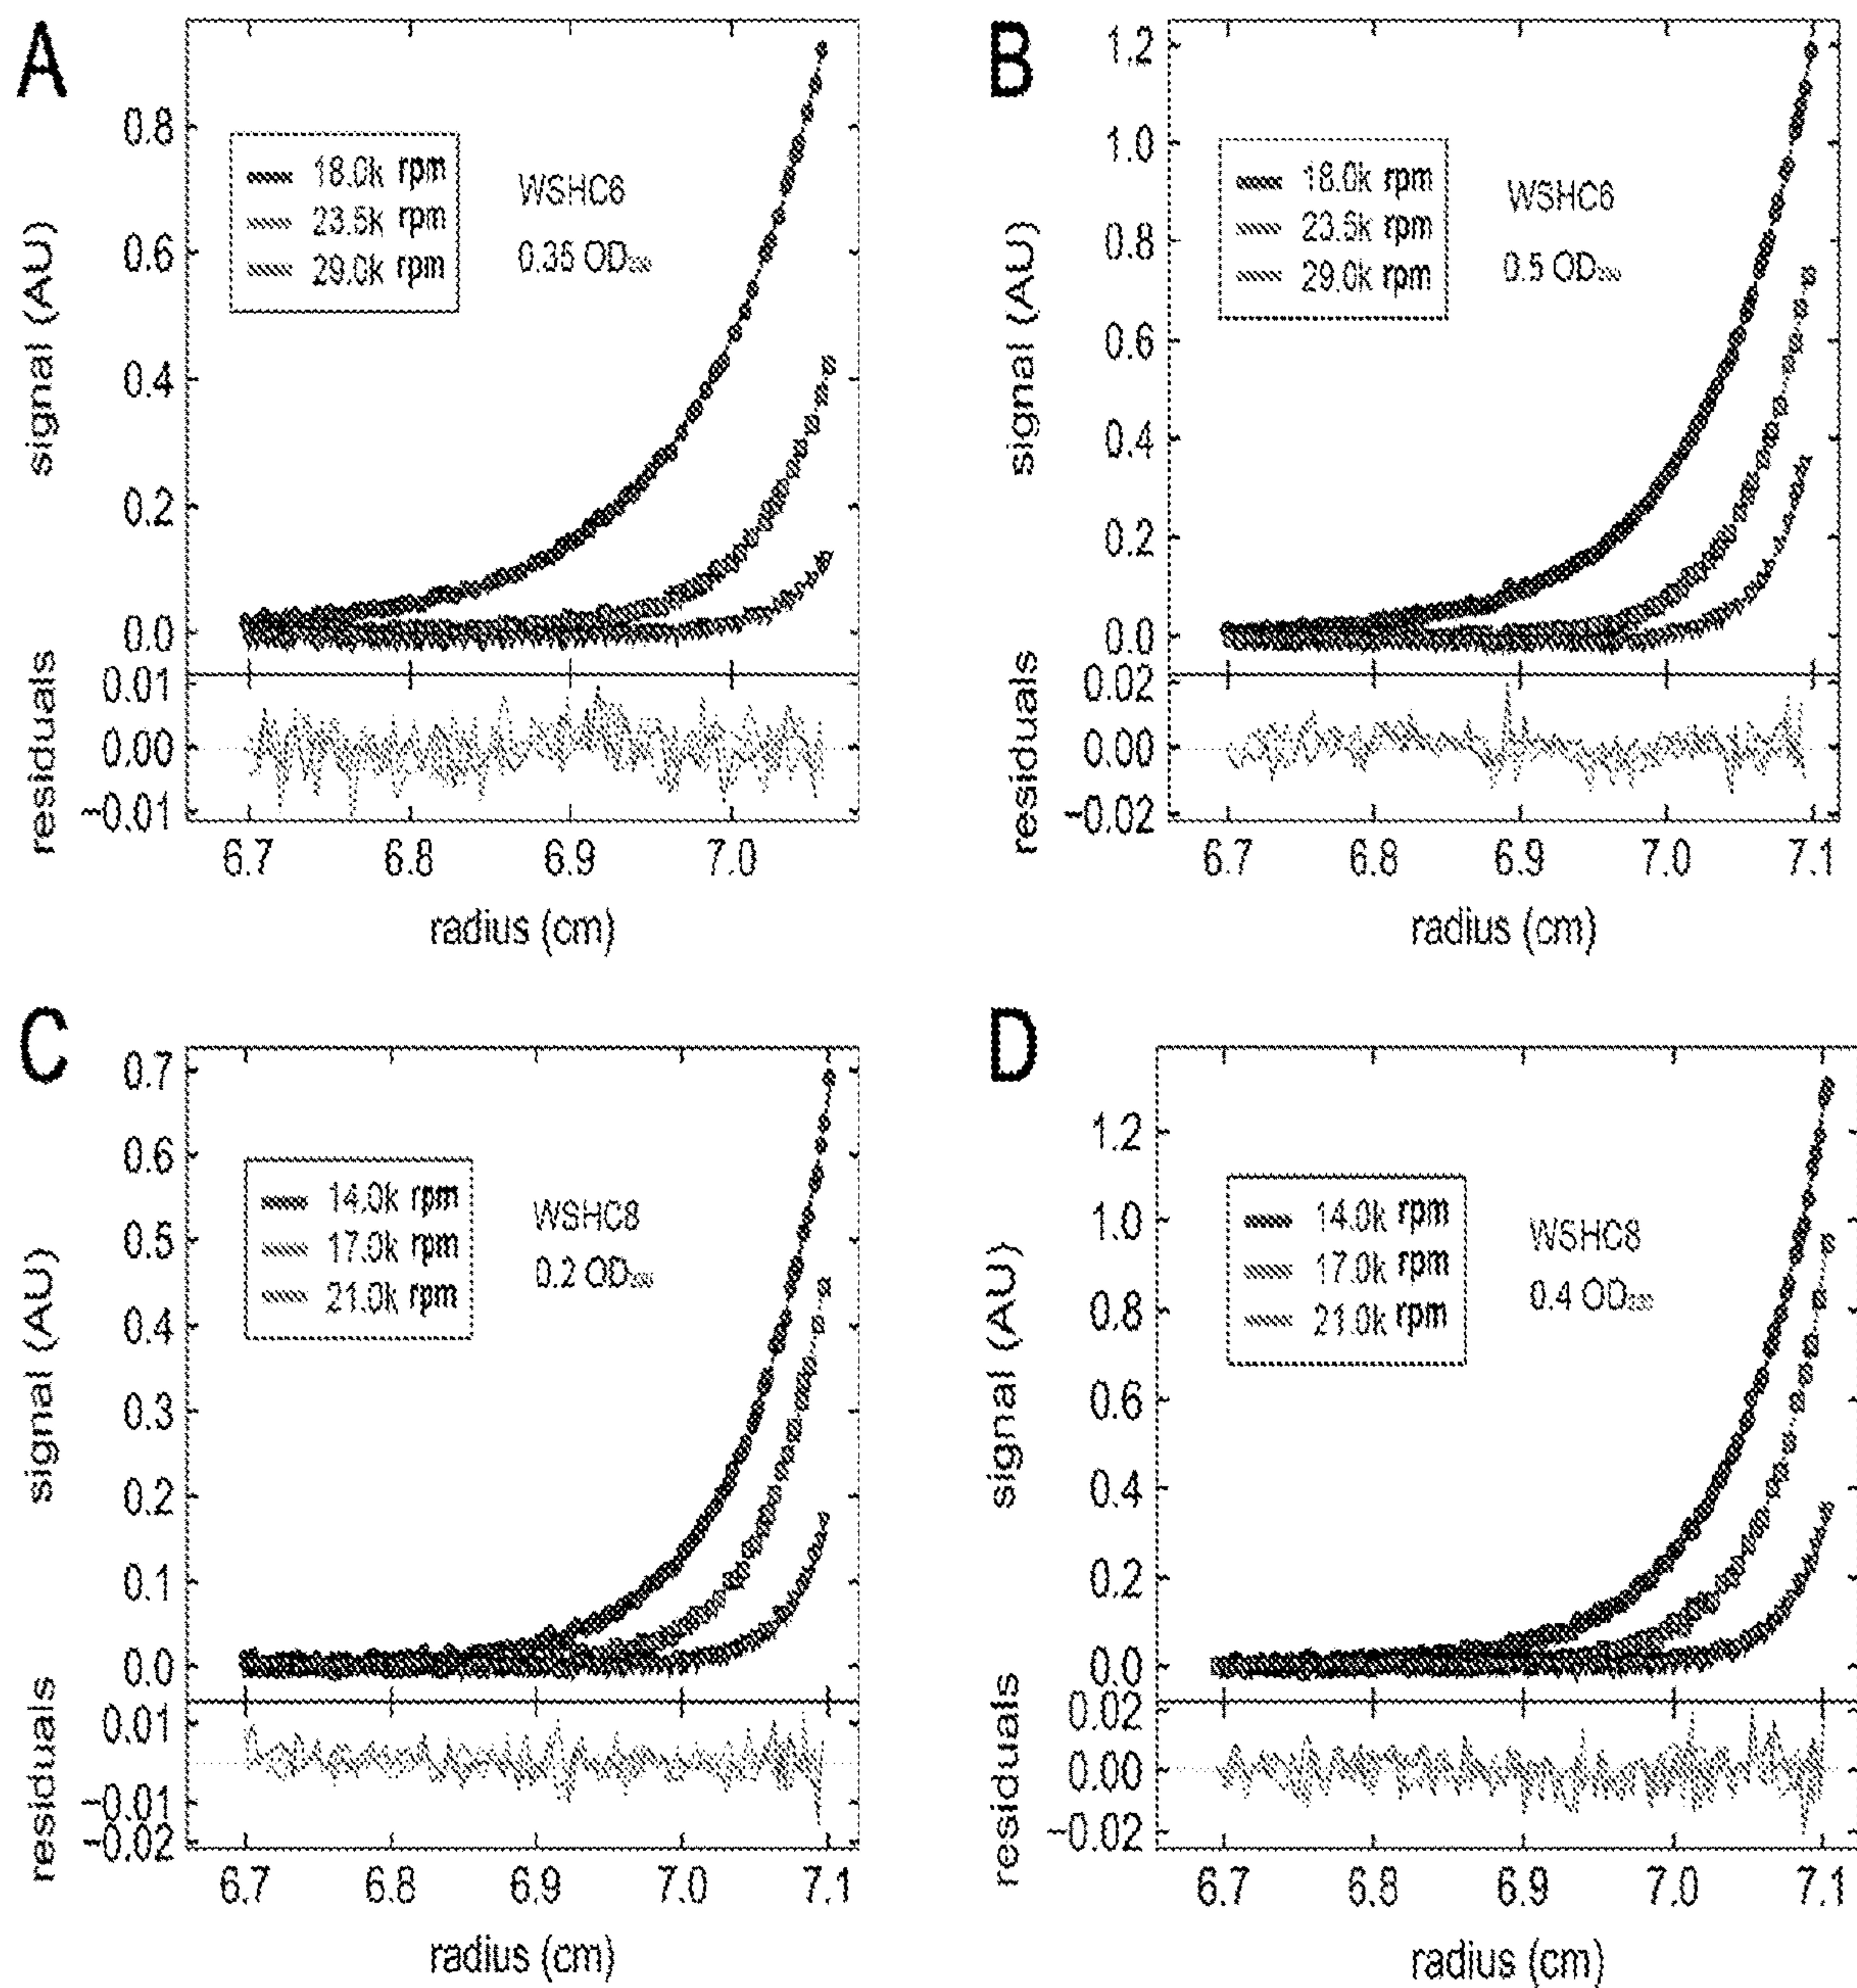 A
signal (AU)
0.8
0.6
0.4
0.2
0.0
18.0k rpm
23.5k rpm
29.0k rpm
WSHC6
0.35 OD
residuals
0.01
0.00
−0.01
6.7 6.8 6.9 7.0
radius (cm)
B
signal (AU)
1.2
1.0
0.8
0.6
0.4
0.2
0.0
18.0k rpm
23.5k rpm
29.0k rpm
WSHC6
0.5 OD
residuals
0.02
0.00
−0.02
6.7 6.8 6.9 7.0 7.1
radius (cm)
C
signal (AU)
0.7
0.6
0.5
0.4
0.3
0.2
0.1
0.0
14.0k rpm
17.0k rpm
21.0k rpm
WSHC8
0.2 OD
residuals
0.01
−0.01
−0.02
6.7 6.8 6.9 7.0 7.1
radius (cm)
D
signal (AU)
1.2
1.0
0.8
0.6
0.4
0.2
0.0
14.0k rpm
17.0k rpm
21.0k rpm
WSHC8
0.4 OD
residuals
0.02
0.00
−0.02
6.7 6.8 6.9 7.0 7.1
radius (cm)